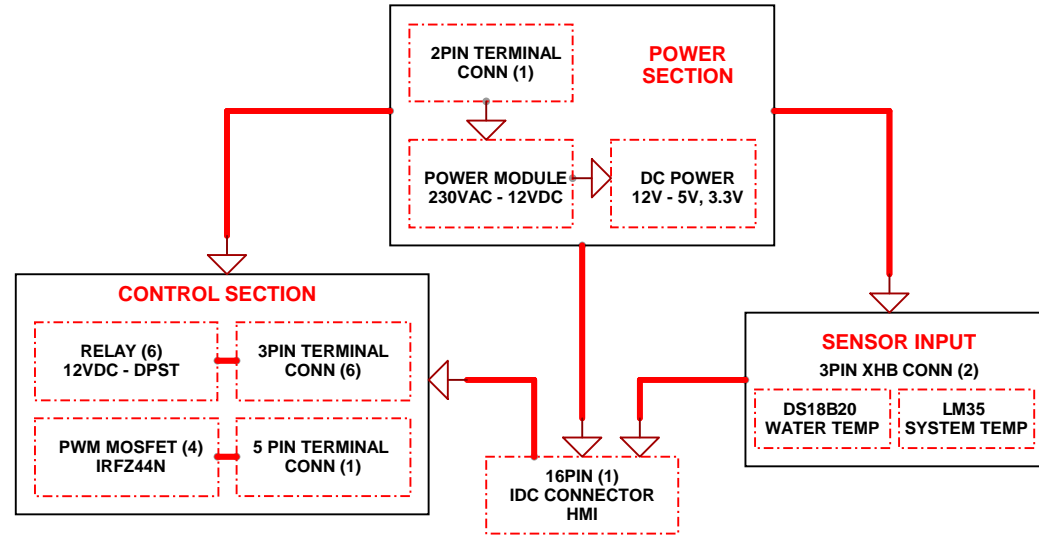 2PIN TERMINAL
CONN (1)
POWER
SECTION
POWER MODULE
230VAC - 12VDC
DC POWER
12V - 5V, 3.3V
CONTROL SECTION
RELAY (6)
12VDC - DPST
3PIN TERMINAL
CONN (6)
PWM MOSFET (4)
IRFZ44N
5 PIN TERMINAL
CONN (1)
SENSOR INPUT
3PIN XHB CONN (2)
DS18B20
WATER TEMP
LM35
SYSTEM TEMP
16PIN (1)
IDC CONNECTOR
HMI